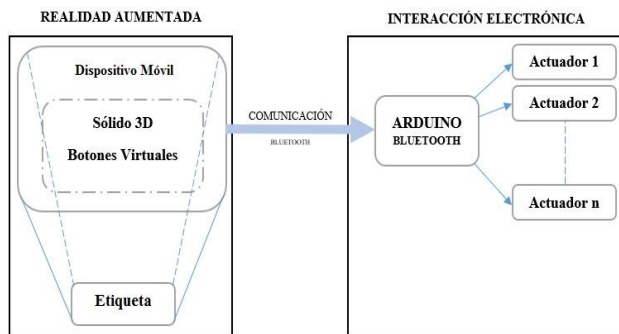 REALIDAD AUMENTADA
Dispositivo Móvil
Sólido 3D
Botones Virtuales
Etiqueta
COMUNICACIÓN
BLUETOOTH
INTERACCIÓN ELECTRÓNICA
ARDUINO
BLUETOOTH
Actuador 1
Actuador 2
Actuador n